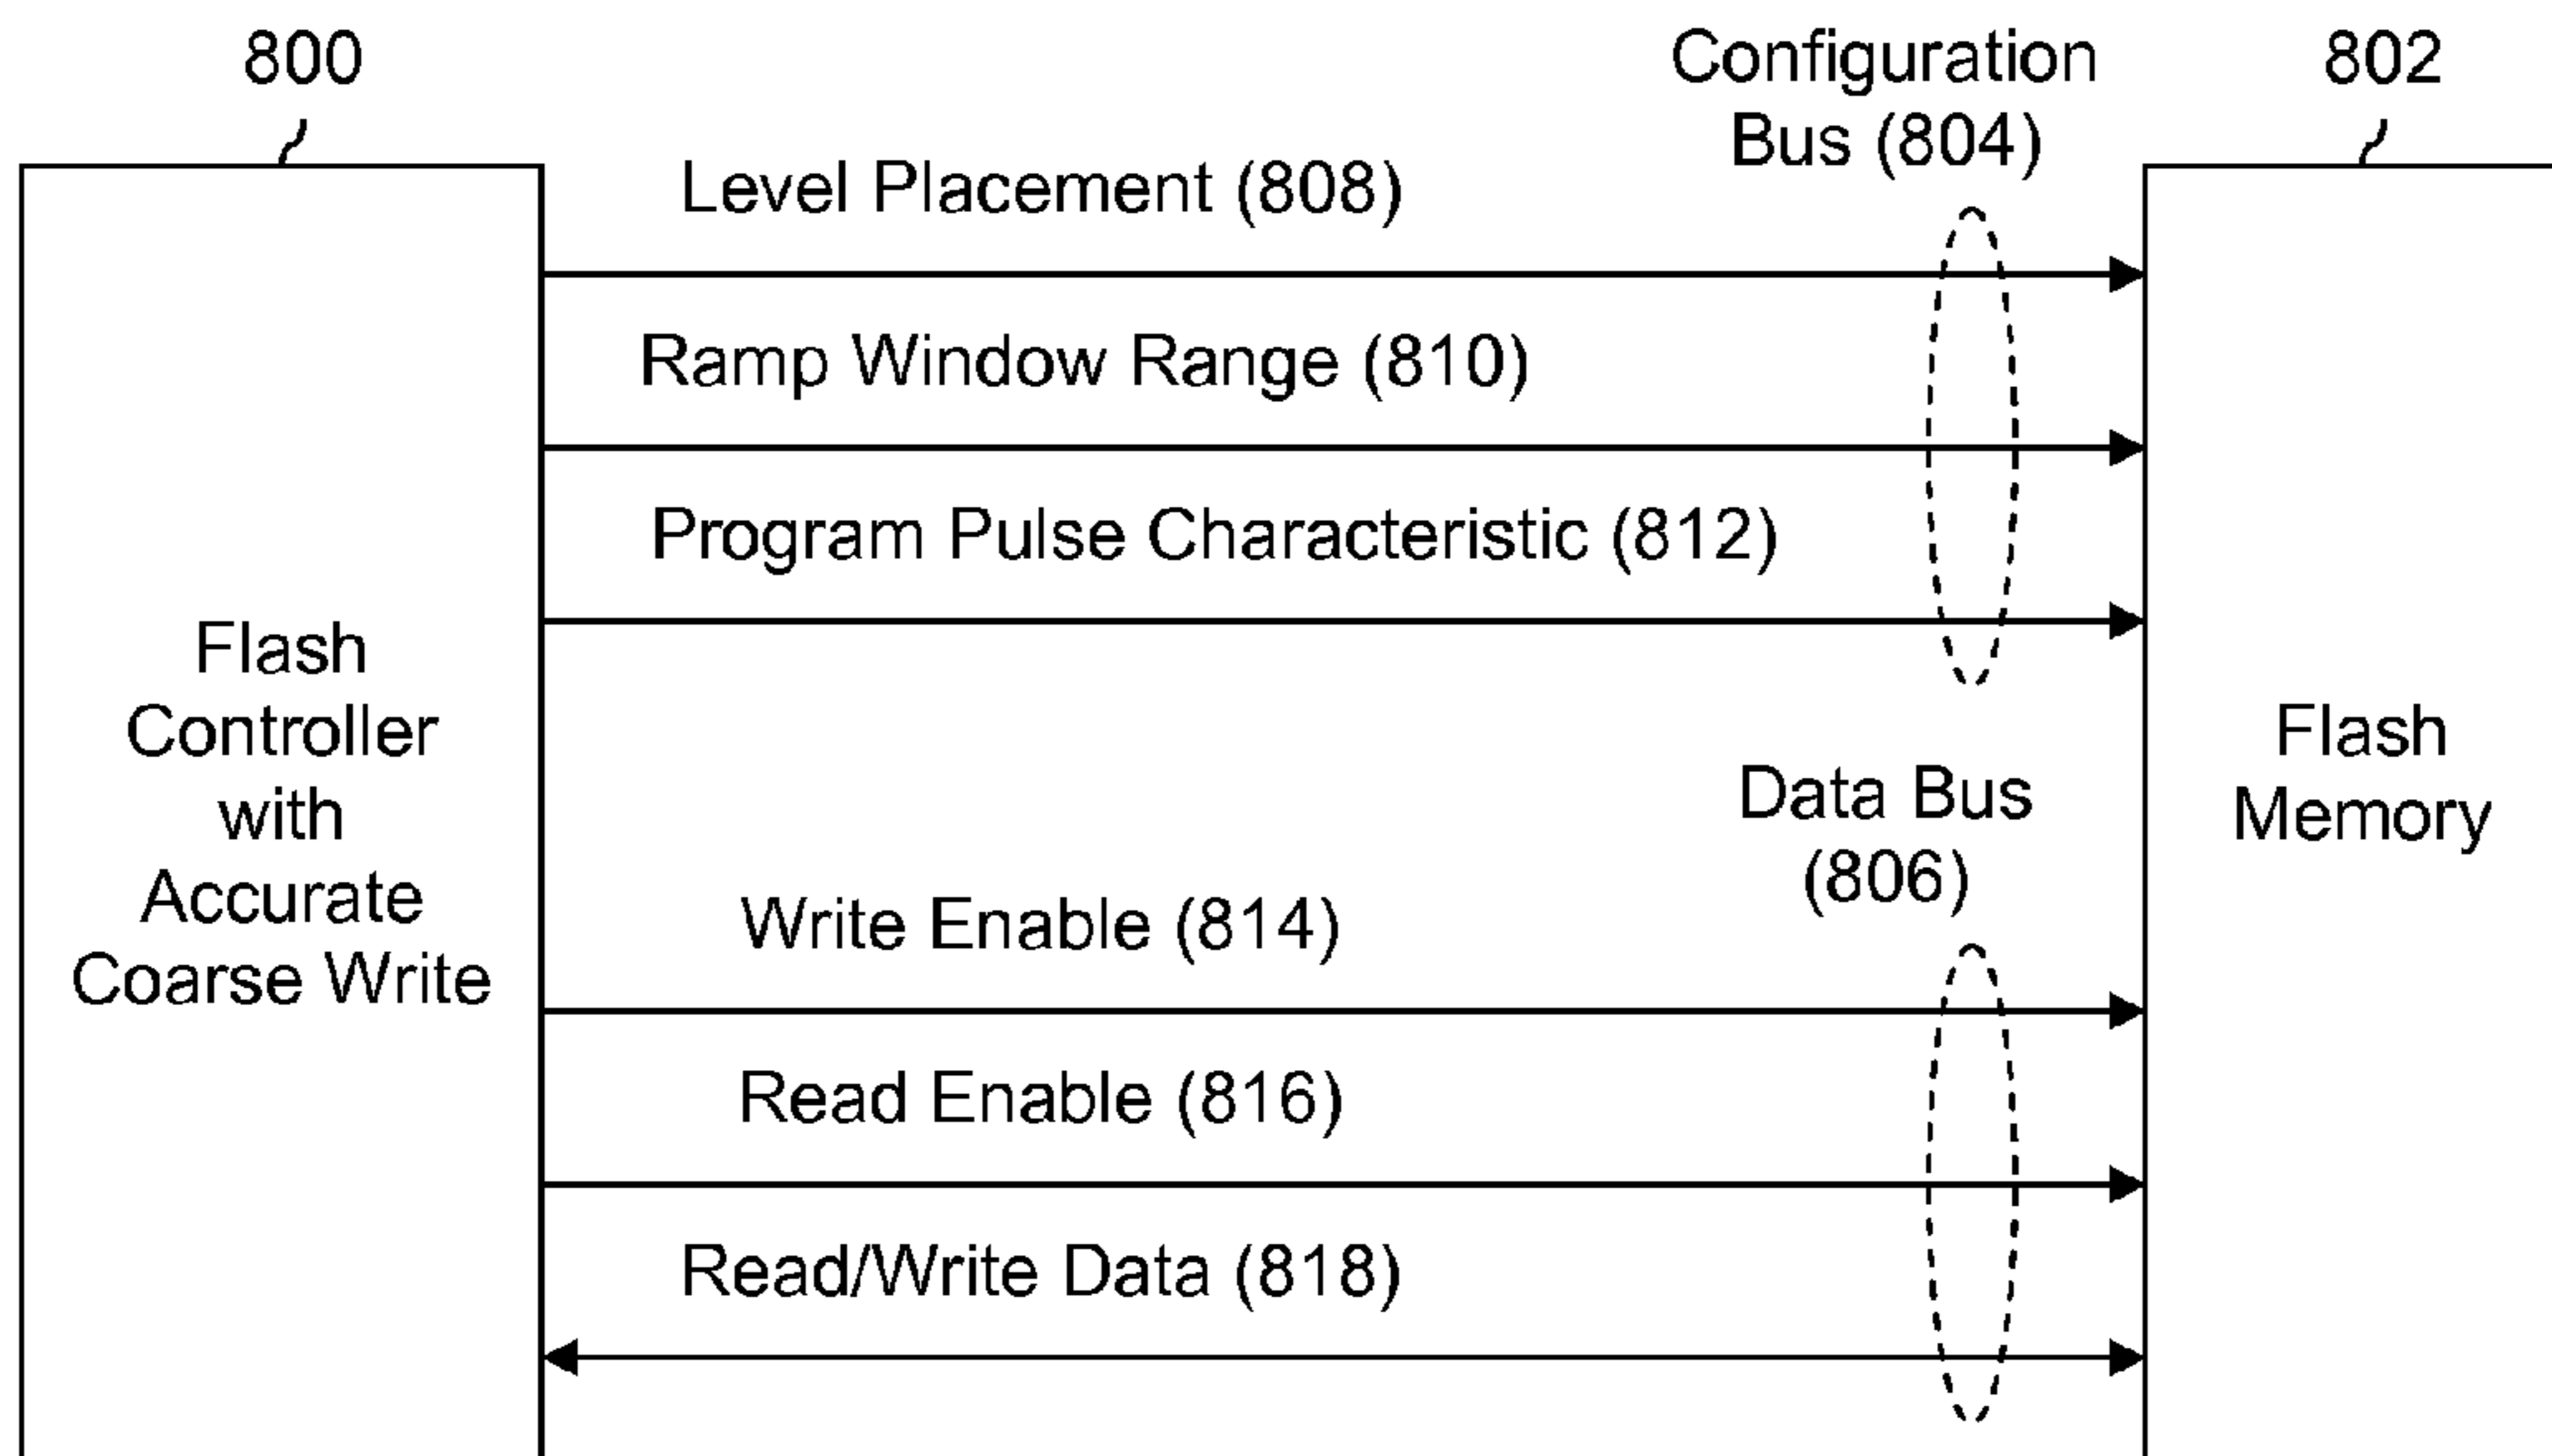 800
Configuration
Bus (804)
802
Level Placement (808)
Ramp Window Range (810)
Program Pulse Characteristic (812)
Flash
Controller
with
Accurate
Coarse Write
Flash
Memory
Data Bus
(806)
Write Enable (814)
Read Enable (816)
Read/Write Data (818)